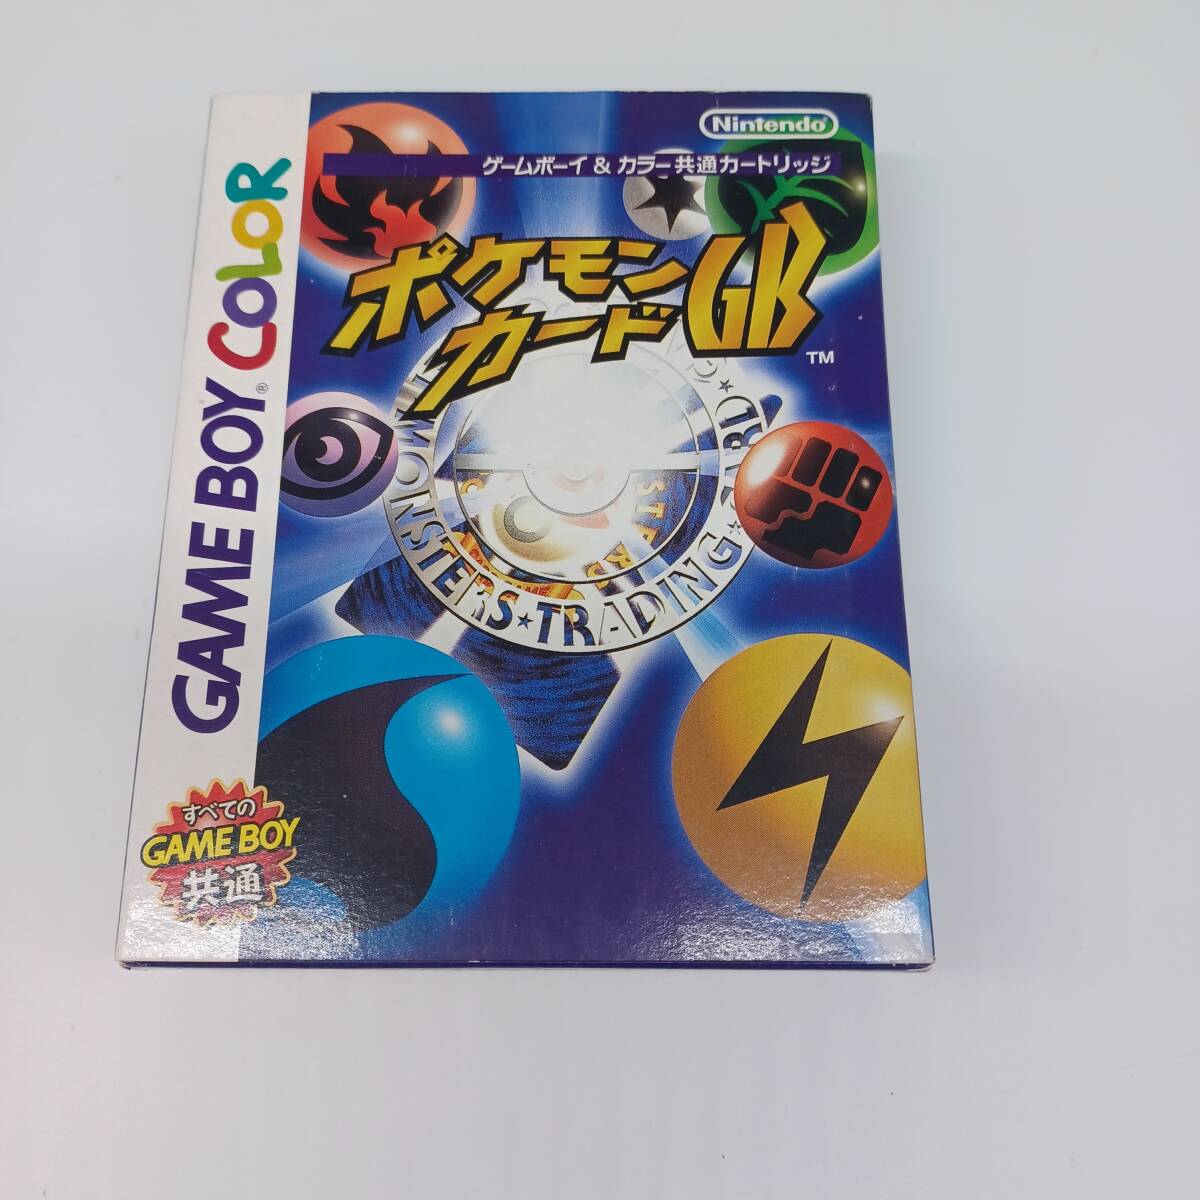 Nintendo
ゲームボーイ & カラー共通カートリッジ
ポケモン
カードGB
TM
GAME BOY® COLOR
MONSTERS★TRADING★CARD★
すべての
GAME BOY
共通